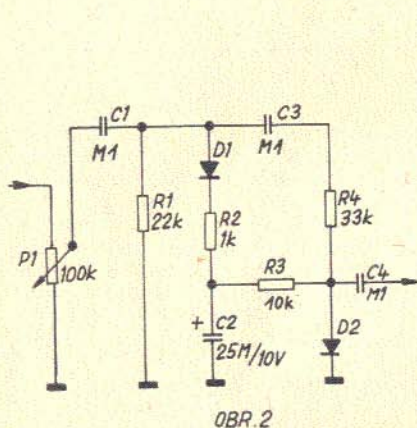 C1
M1
C3
M1
D1
R1
22k
R2
1k
R4
33k
P1
100k
R3
10k
C4
M1
+ C2
25M/10V
D2
OBR.2